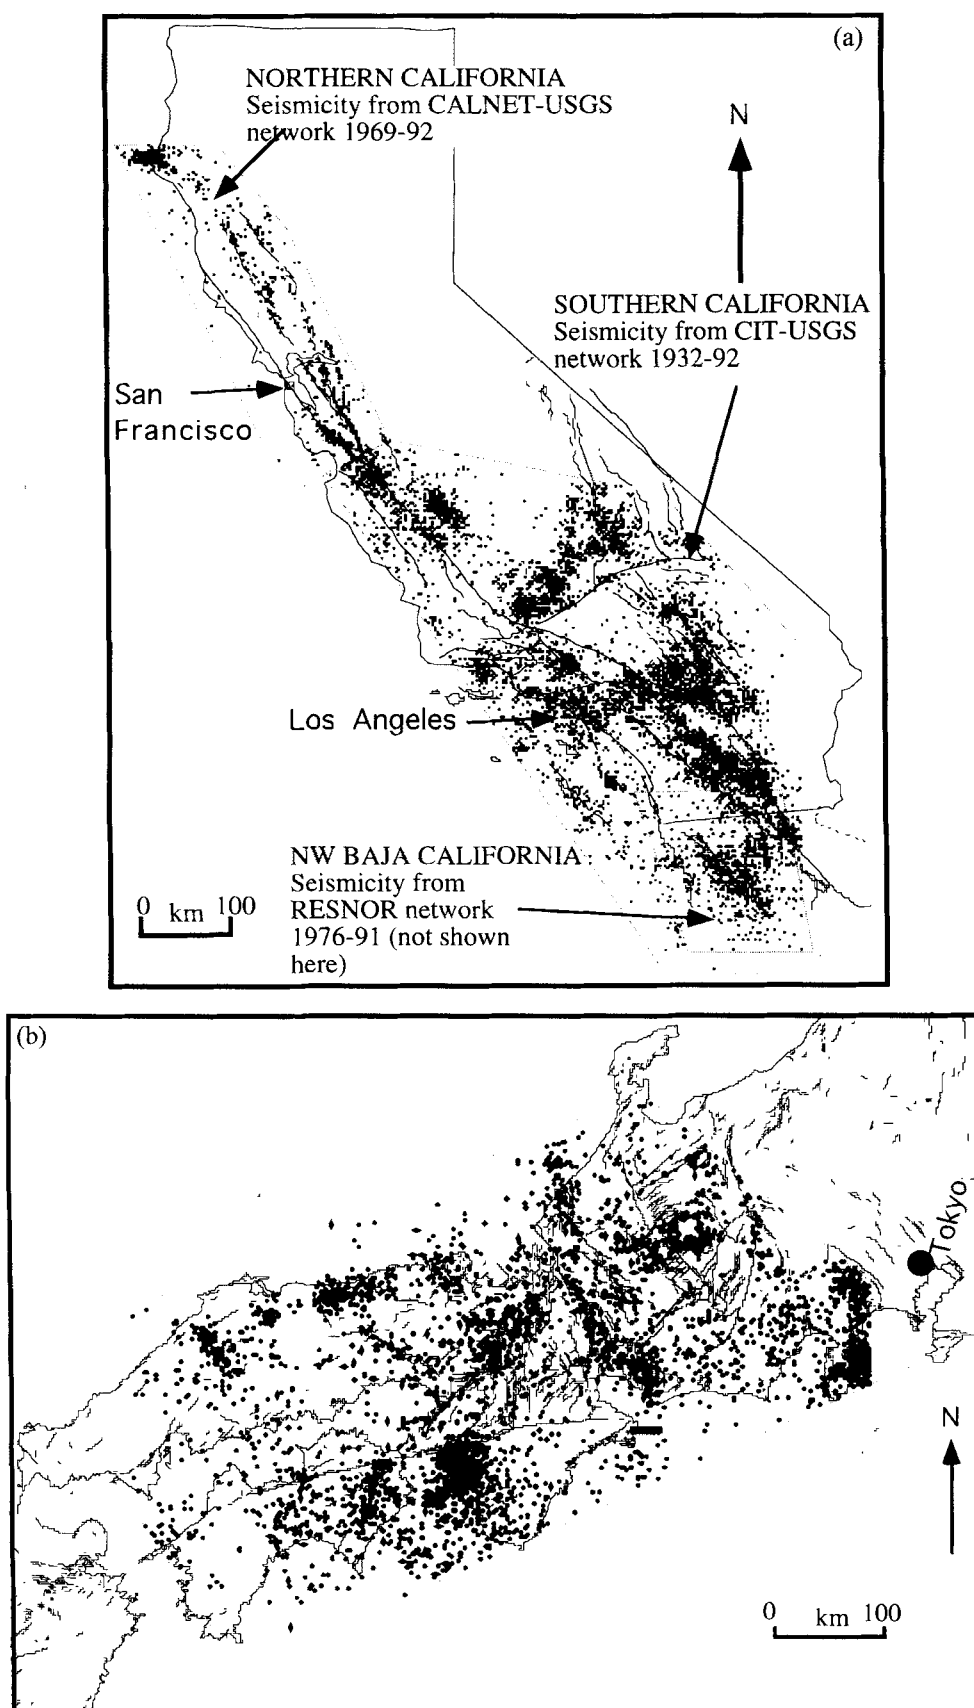 (a)
NORTHERN CALIFORNIA
Seismicity from CALNET-USGS
network 1969-92
N
SOUTHERN CALIFORNIA
Seismicity from CIT-USGS
network 1932-92
San
Francisco
Los Angeles
NW BAJA CALIFORNIA
Seismicity from
RESNOR network
1976-91 (not shown
here)
0 km 100
(b)
Tokyo
N
0 km 100